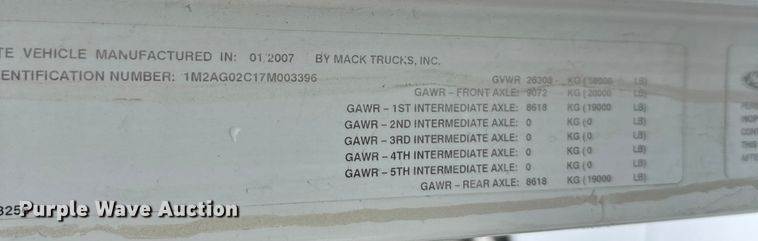 TE VEHICLE MANUFACTURED IN: 01/2007 BY MACK TRUCKS, INC.
DENTIFICATION NUMBER: 1M2AG02C17M003396
GVWR 26308 KG (58000 LB)
GAWR – FRONT AXLE: 9072 KG (20000 LB)
GAWR – 1ST INTERMEDIATE AXLE: 8618 KG (19000 LB)
GAWR – 2ND INTERMEDIATE AXLE: 0 KG (0 LB)
GAWR – 3RD INTERMEDIATE AXLE: 0 KG (0 LB)
GAWR – 4TH INTERMEDIATE AXLE: 0 KG (0 LB)
GAWR – 5TH INTERMEDIATE AXLE: 0 KG (0 LB)
GAWR – REAR AXLE: 8618 KG (19000 LB)
THIS
Purple Wave Auction